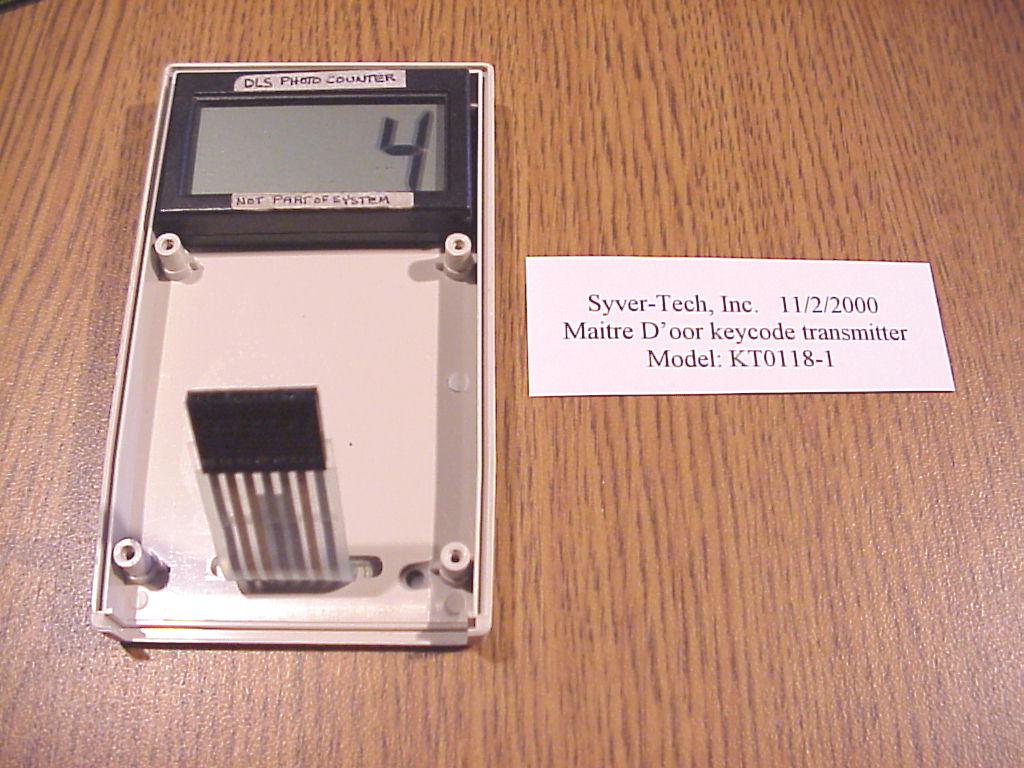 DLS PHOTO COUNTER
4
NOT PART OF SYSTEM
Syver-Tech, Inc. 11/2/2000
Maitre D’oor keycode transmitter
Model: KT0118-1